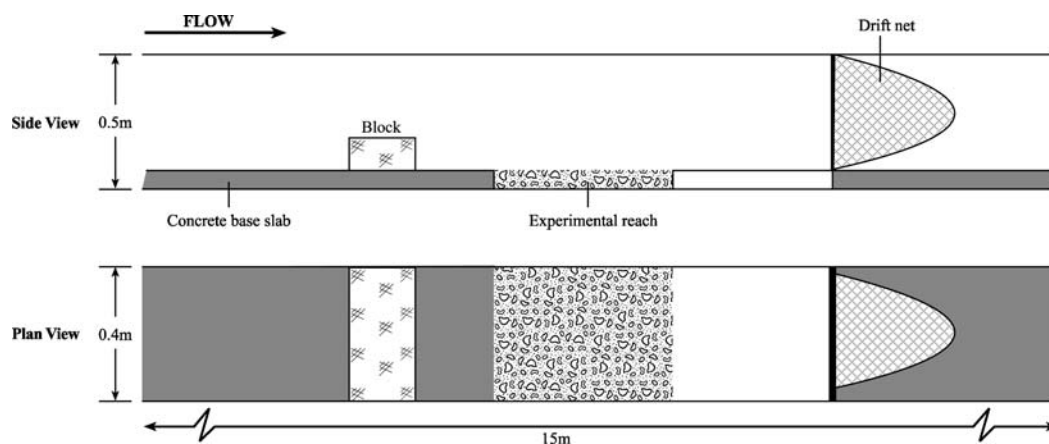 FLOW
Drift net
Side View
0.5m
Block
Concrete base slab
Experimental reach
Plan View
0.4m
15m